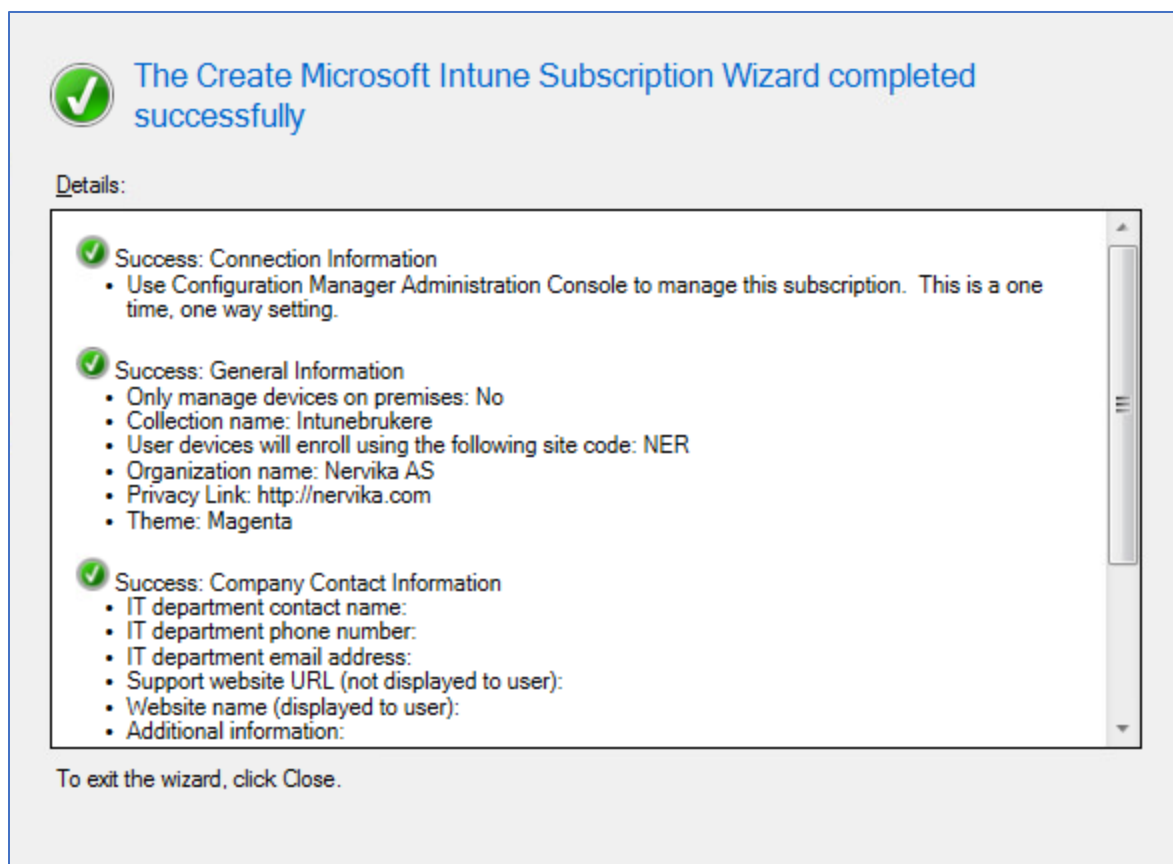 The Create Microsoft Intune Subscription Wizard completed
successfully
Details:
Success: Connection Information
• Use Configuration Manager Administration Console to manage this subscription.  This is a one
time, one way setting.
Success: General Information
• Only manage devices on premises: No
• Collection name: Intunebrukere
• User devices will enroll using the following site code: NER
• Organization name: Nervika AS
• Privacy Link: http://nervika.com
• Theme: Magenta
Success: Company Contact Information
• IT department contact name:
• IT department phone number:
• IT department email address:
• Support website URL (not displayed to user):
• Website name (displayed to user):
• Additional information:
To exit the wizard, click Close.